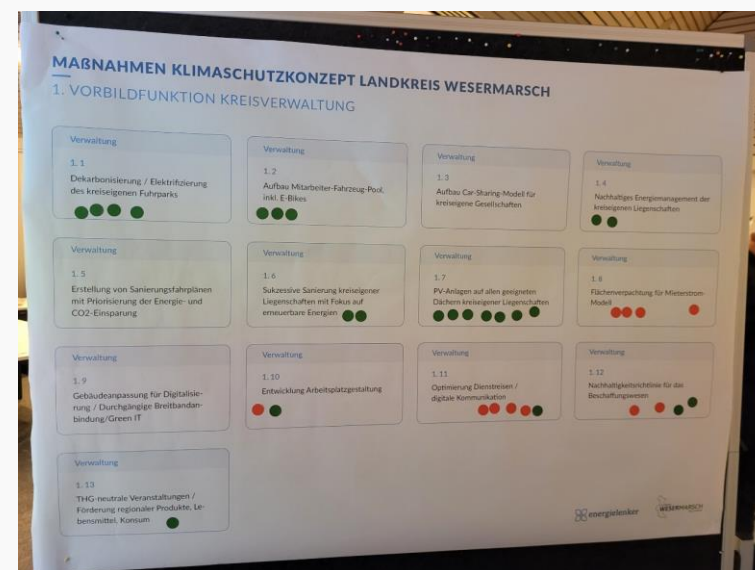 MAßNAHMEN KLIMASCHUTZKONZEPT LANDKREIS WESERMARSCH
1. VORBILDFUNKTION KREISVERWALTUNG
Verwaltung
1. 1
Dekarbonisierung / Elektrifizierung
des kreiseigenen Fuhrparks
Verwaltung
1. 2
Aufbau Mitarbeiter-Fahrzeug-Pool,
inkl. E-Bikes
Verwaltung
1. 3
Aufbau Car-Sharing-Modell für
kreiseigene Gesellschaften
Verwaltung
1. 4
Nachhaltiges Energiemanagement der
kreiseigenen Liegenschaften
Verwaltung
1. 5
Erstellung von Sanierungsfahrplänen
mit Priorisierung der Energie- und
CO2-Einsparung
Verwaltung
1. 6
Sukzessive Sanierung kreiseigener
Liegenschaften mit Fokus auf
erneuerbare Energien
Verwaltung
1. 7
PV-Anlagen auf allen geeigneten
Dächern kreiseigener Liegenschaften
Verwaltung
1. 8
Flächenverpachtung für Mieterstrom-
Modell
Verwaltung
1. 9
Gebäudeanpassung für Digitalisie-
rung / Durchgängige Breitbandan-
bindung/Green IT
Verwaltung
1. 10
Entwicklung Arbeitsplatzgestaltung
Verwaltung
1. 11
Optimierung Dienstreisen /
digitale Kommunikation
Verwaltung
1. 12
Nachhaltigkeitsrichtlinie für das
Beschaffungswesen
Verwaltung
1. 13
THG-neutrale Veranstaltungen /
Förderung regionaler Produkte, Le-
bensmittel, Konsum
energielenker
WESERMARSCH